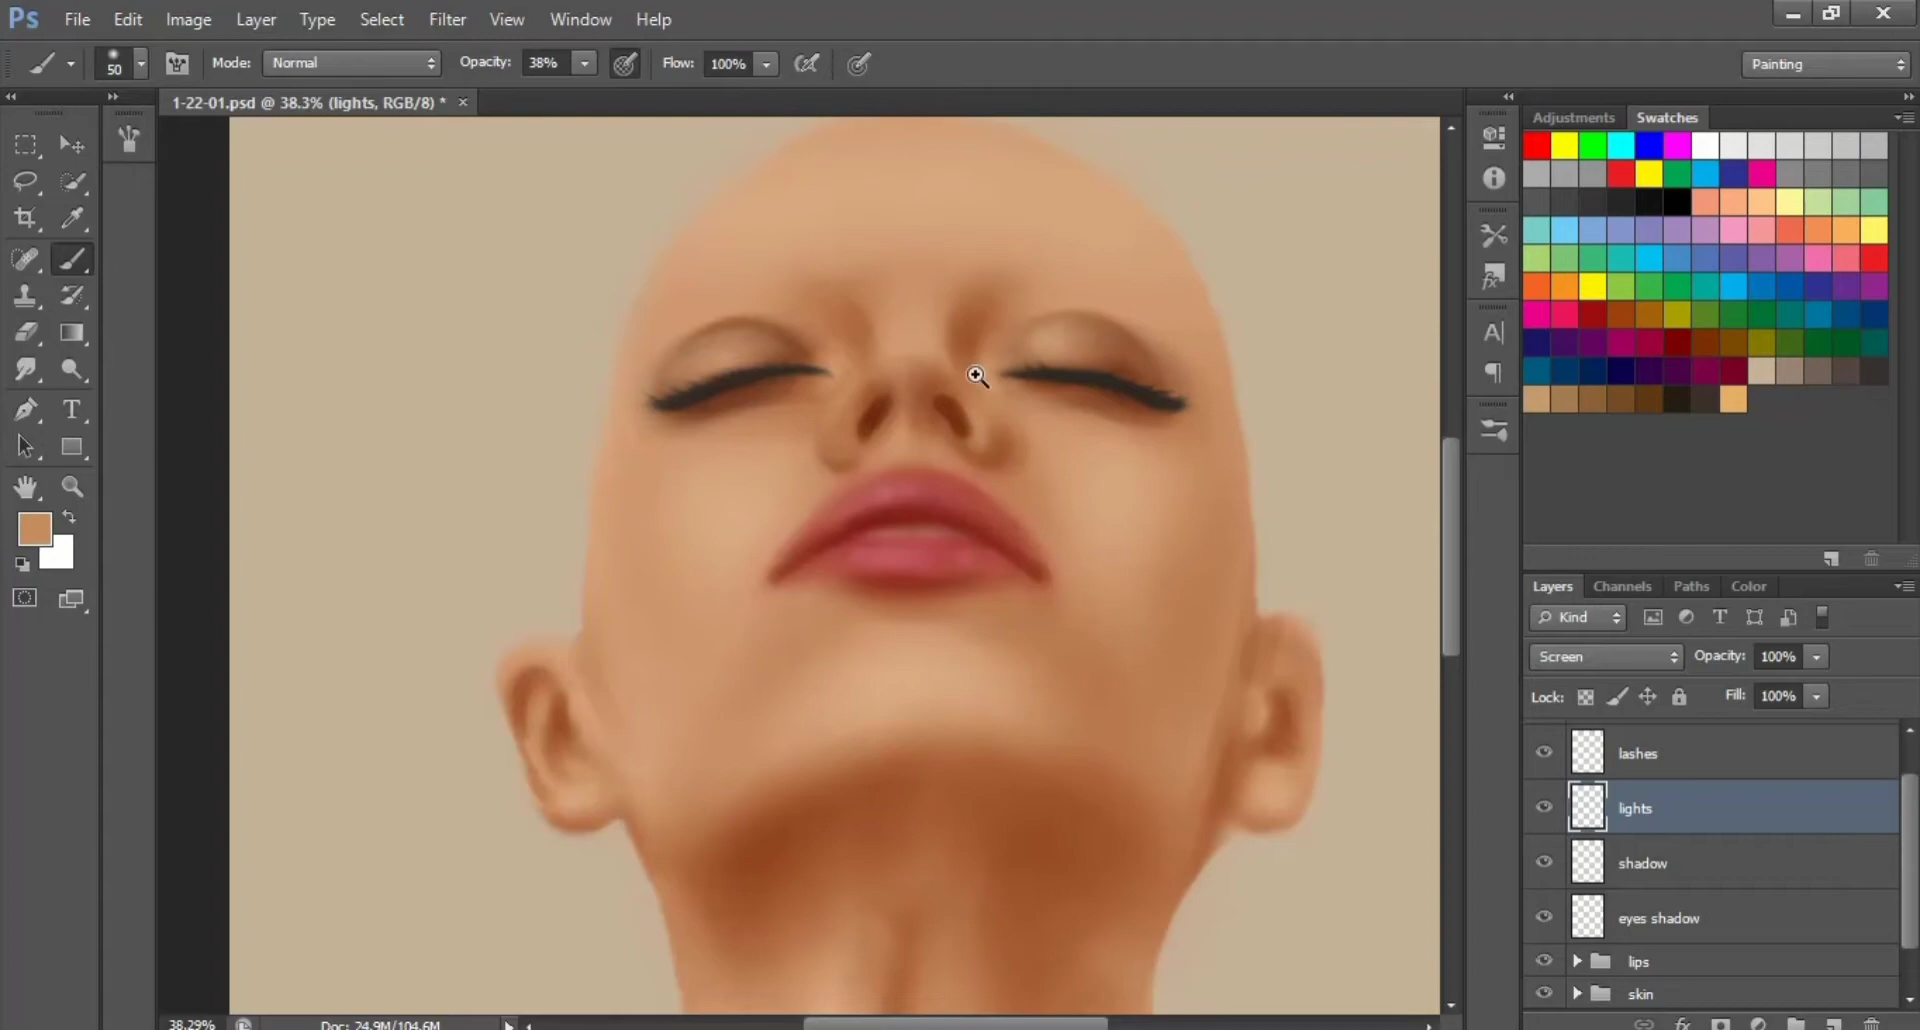 Ps File Edit Image Layer Type Select Filter View Window Help
50 Mode: Normal Opacity: 38% Flow: 100% Painting
1-22-01.psd @ 38.3% (lights, RGB/8) *
Adjustments Swatches
Layers Channels Paths Color
Kind
Screen Opacity: 100%
Lock: Fill: 100%
lashes
lights
shadow
eyes shadow
lips
skin
38.29% Doc: 24.9M/104.6M